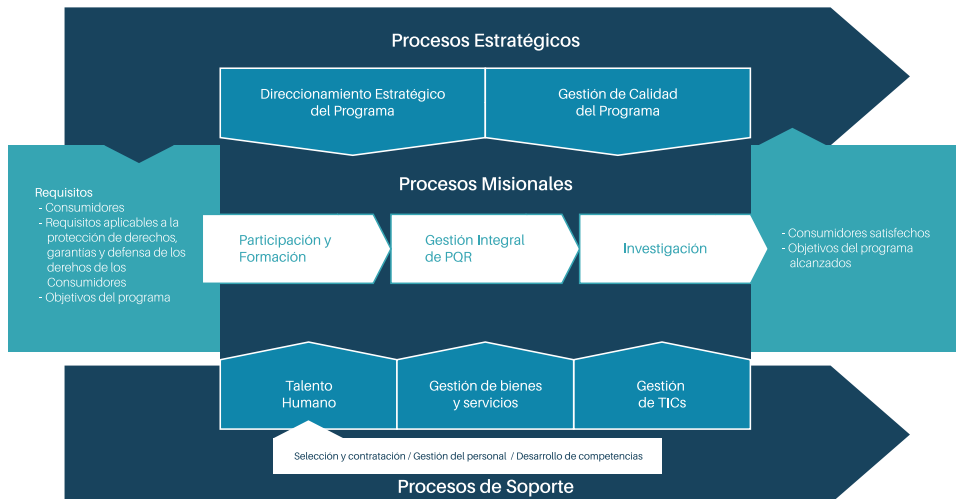 Procesos Estratégicos
Direccionamiento Estratégico
del Programa
Gestión de Calidad
del Programa
Requisitos
- Consumidores
- Requisitos aplicables a la
protección de derechos,
garantías y defensa de los
derehos de los
Consumidores
- Objetivos del programa
Procesos Misionales
Participación y
Formación
Gestión Integral
de PQR
Investigación
- Consumidores satisfechos
- Objetivos del programa
alcanzados
Talento
Humano
Gestión de bienes
y servicios
Gestión
de TICs
Selección y contratación / Gestión del personal / Desarrollo de competencias
Procesos de Soporte